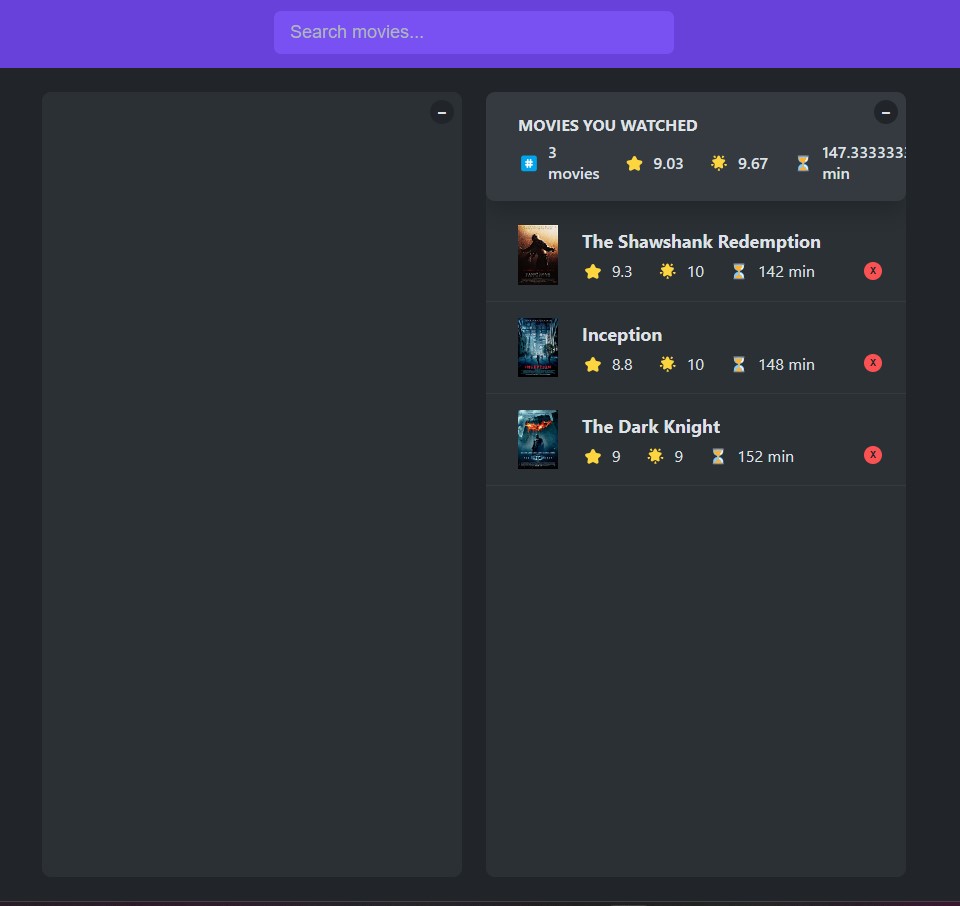 Search movies...
–
–
MOVIES YOU WATCHED
#
3 movies
9.03
9.67
147.333333
min
The Shawshank Redemption
9.3 10 142 min X
Inception
8.8 10 148 min X
The Dark Knight
9 9 152 min X